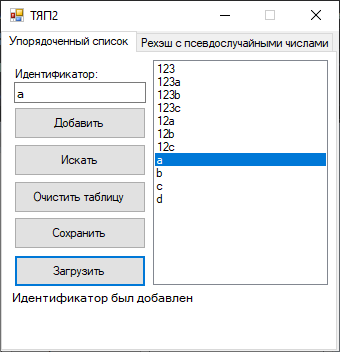 ТЯП2
Упорядоченный список
Рехэш с псевдослучайными числами
Идентификатор:
a
Добавить
Искать
Очистить таблицу
Сохранить
Загрузить
123
123a
123b
123c
12a
12b
12c
a
b
c
d
Идентификатор был добавлен